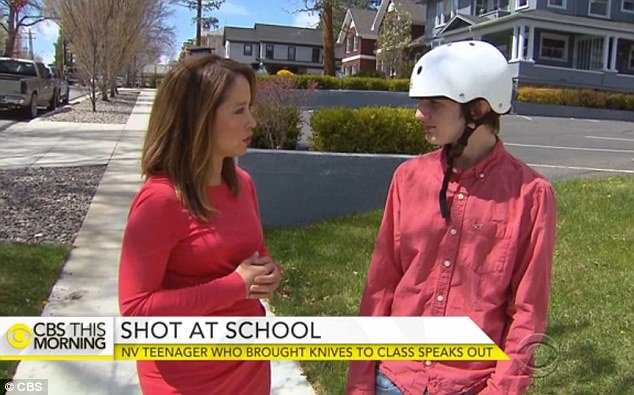 CBS THIS
MORNING
SHOT AT SCHOOL
NV TEENAGER WHO BROUGHT KNIVES TO CLASS SPEAKS OUT
©CBS